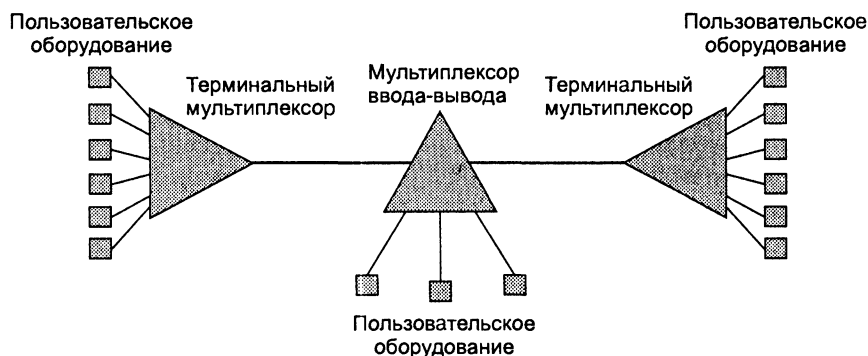 Пользовательское
оборудование
Терминальный
мультиплексор
Мультиплексор
ввода-вывода
Терминальный
мультиплексор
Пользовательское
оборудование
Пользовательское
оборудование